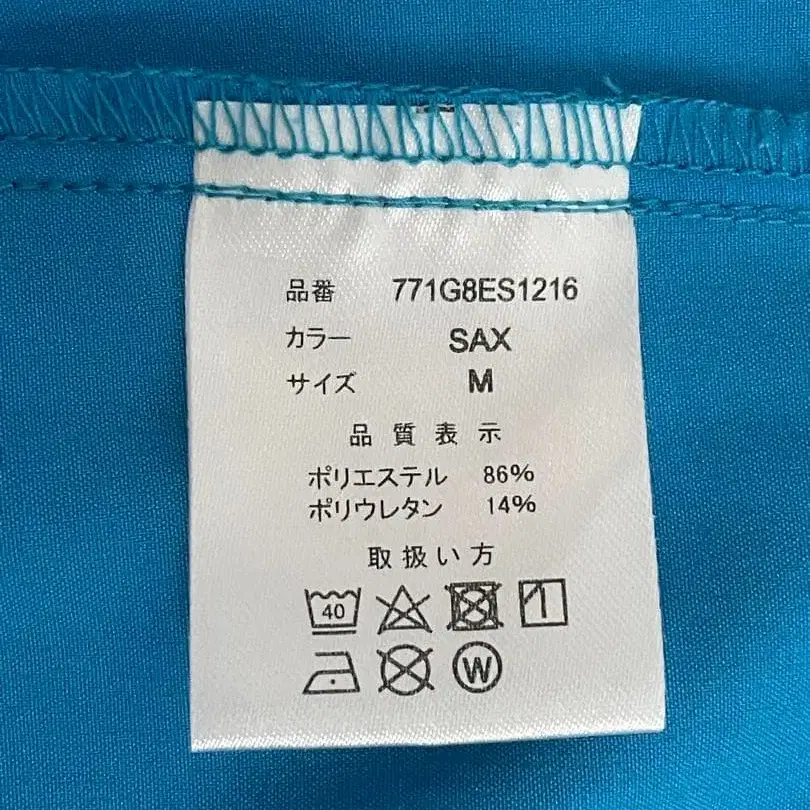 品番 771G8ES1216
カラー SAX
サイズ M
品質表示
ポリエステル 86%
ポリウレタン 14%
取扱い方
40
W